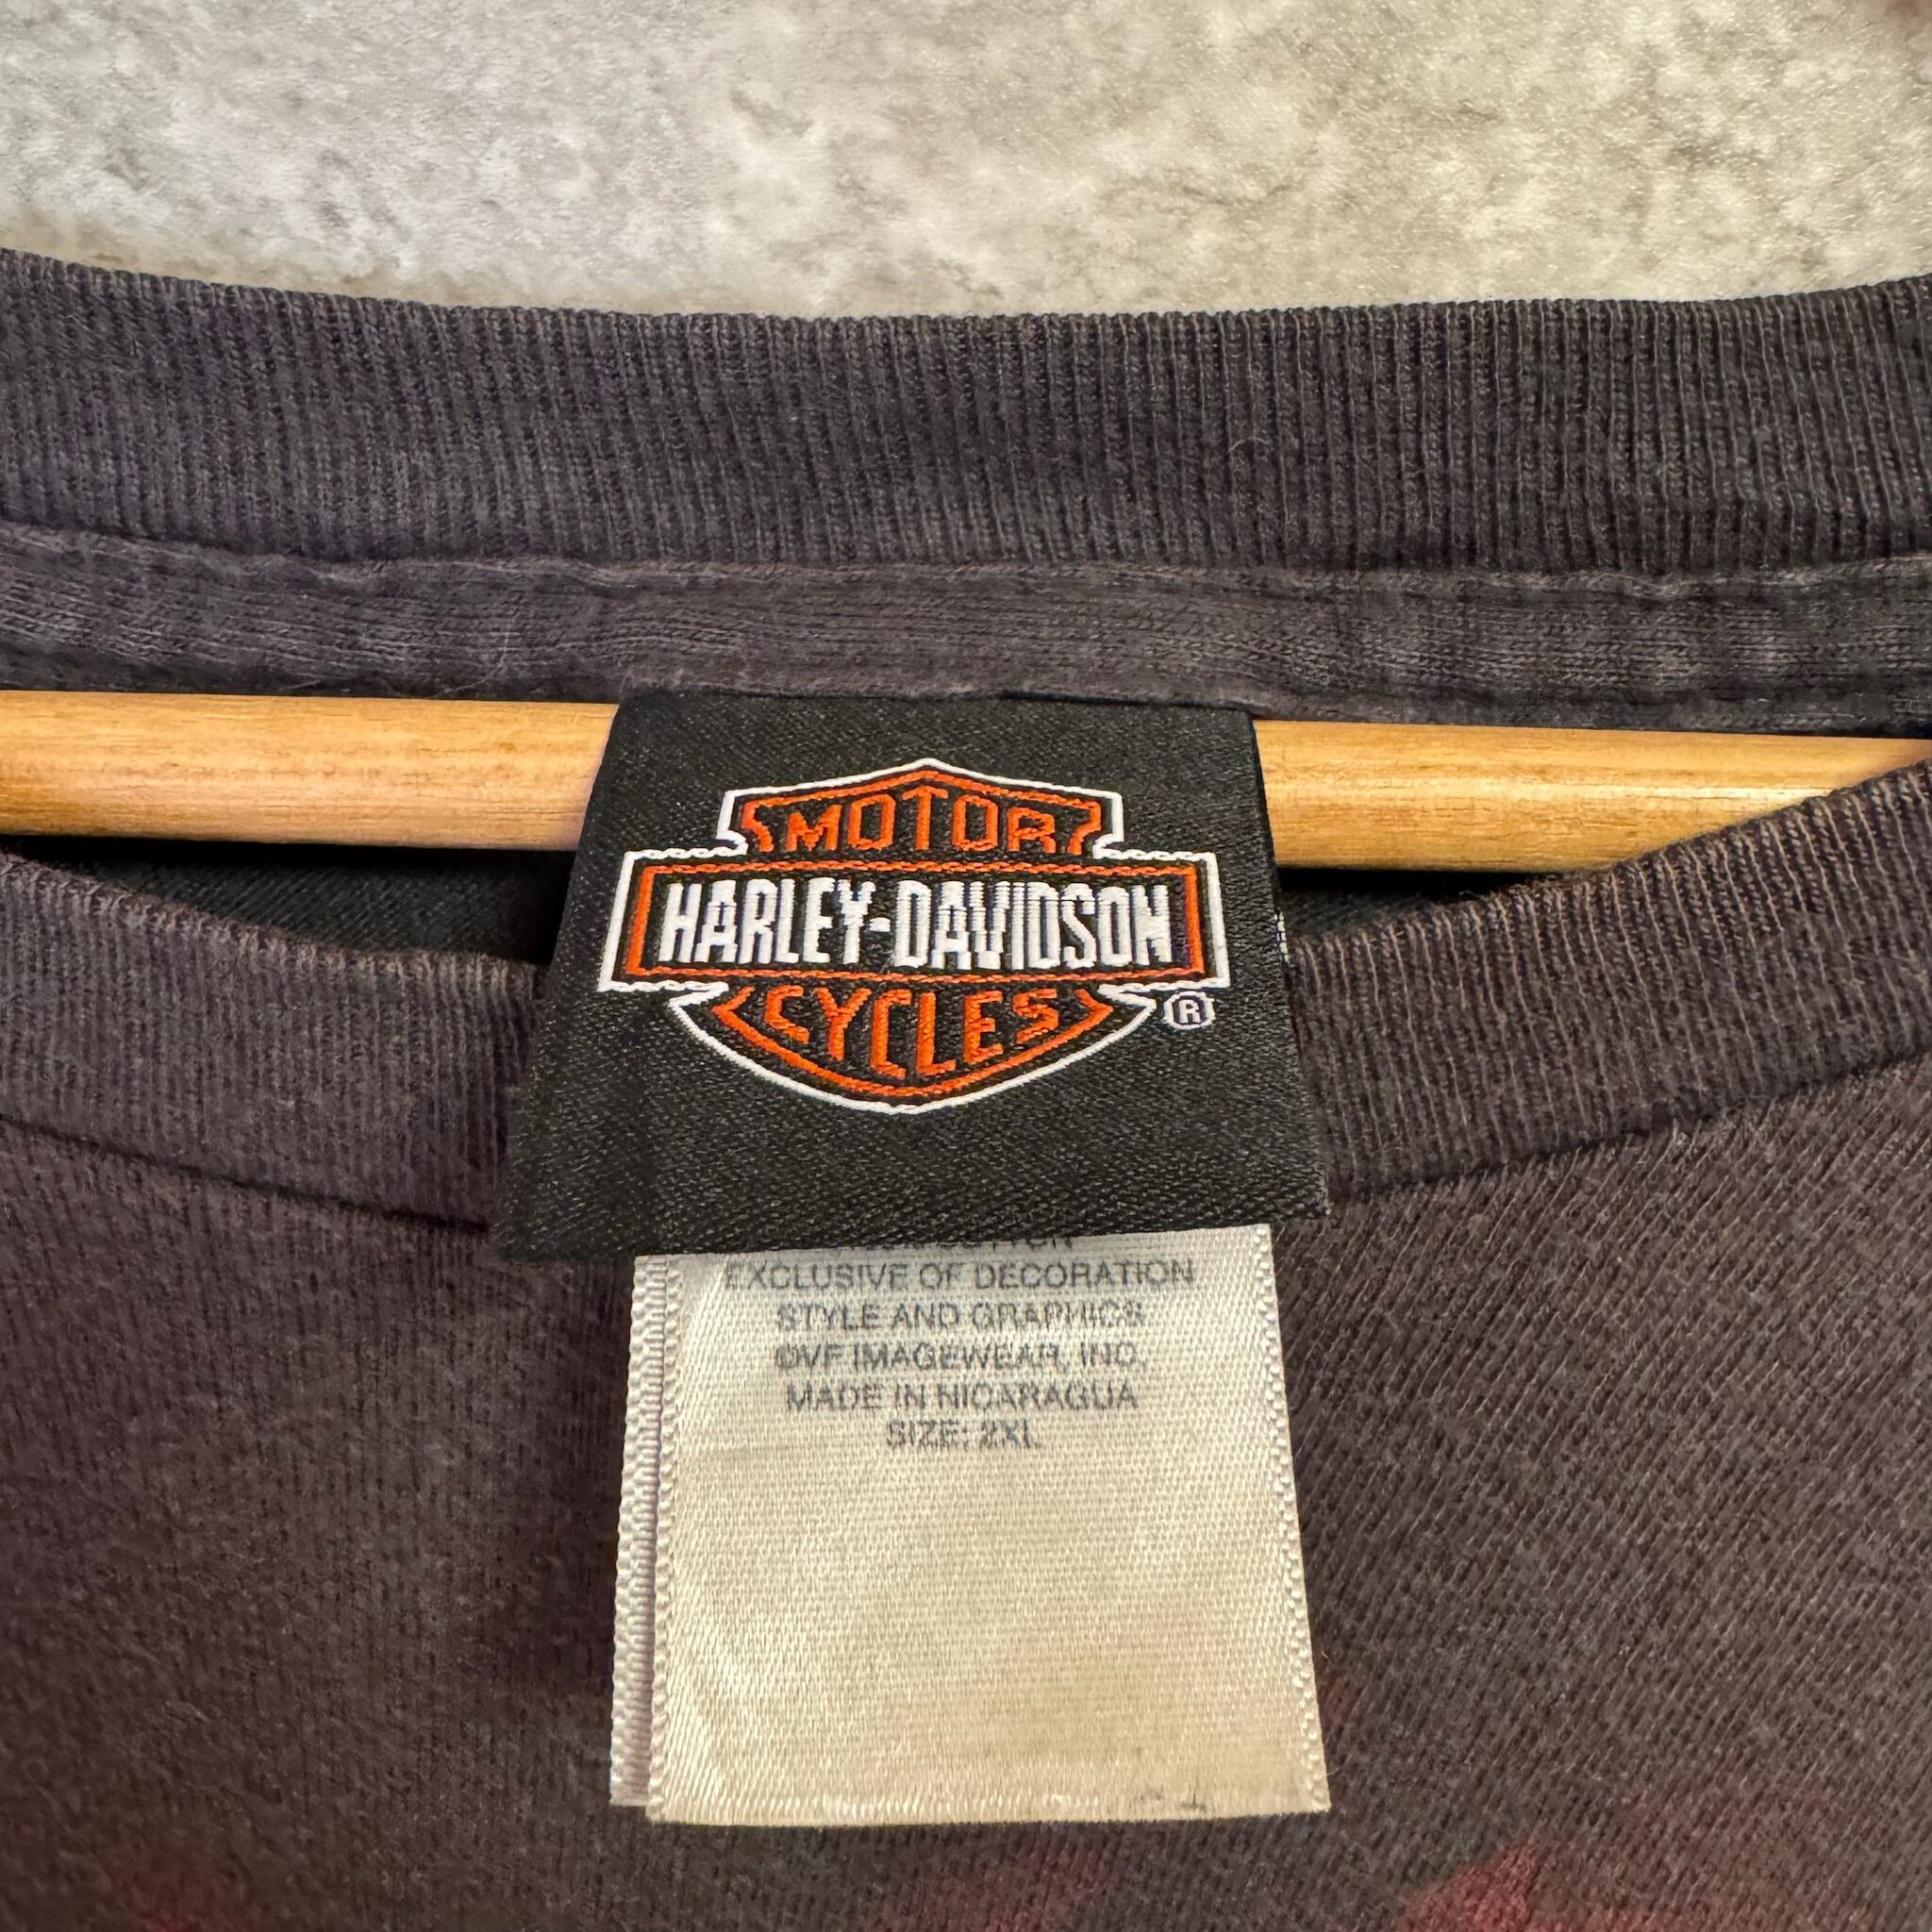 MOTOR
HARLEY-DAVIDSON
CYCLES
®
EXCLUSIVE OF DECORATION
STYLE AND GRAPHICS
©VF IMAGEWEAR, INC.
MADE IN NICARAGUA
SIZE: 2XL